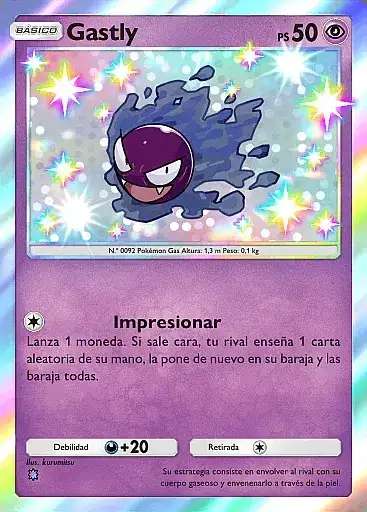 BÁSICO Gastly PS 50
N.º 0092 Pokémon Gas Altura: 1,3 m Peso: 0,1 kg
Impresionar
Lanza 1 moneda. Si sale cara, tu rival enseña 1 carta
aleatoria de su mano, la pone de nuevo en su baraja y las
baraja todas.
Debilidad +20 Retirada
Ilus. kurumitsu
Su estrategia consiste en envolver al rival con su
cuerpo gaseoso y envenenarlo a través de la piel.